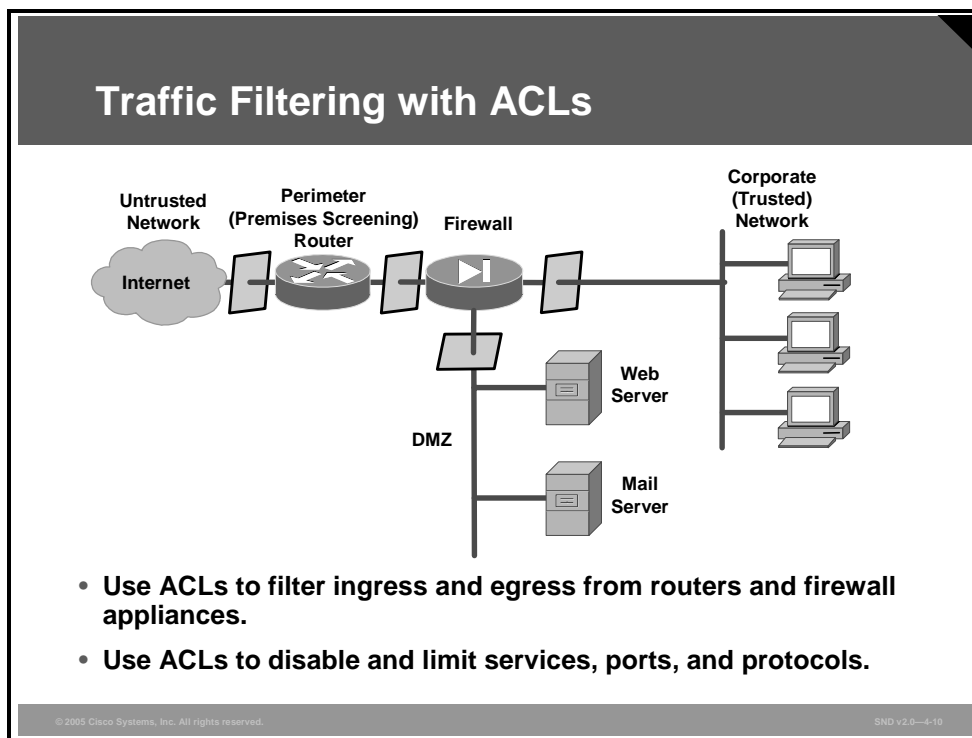 Traffic Filtering with ACLs
Untrusted
Network
Perimeter
(Premises Screening)
Router
Firewall
Corporate
(Trusted)
Network
Internet
Web
Server
DMZ
Mail
Server
• Use ACLs to filter ingress and egress from routers and firewall
appliances.
• Use ACLs to disable and limit services, ports, and protocols.
© 2005 Cisco Systems, Inc. All rights reserved.
SND v2.0—4-10